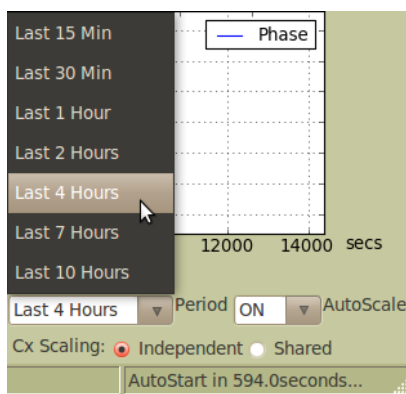 Last 15 Min
Phase
Last 30 Min
Last 1 Hour
Last 2 Hours
Last 4 Hours
Last 7 Hours
12000 14000 secs
Last 10 Hours
Last 4 Hours Period ON AutoScale
Cx Scaling: Independent Shared
AutoStart in 594.0seconds...